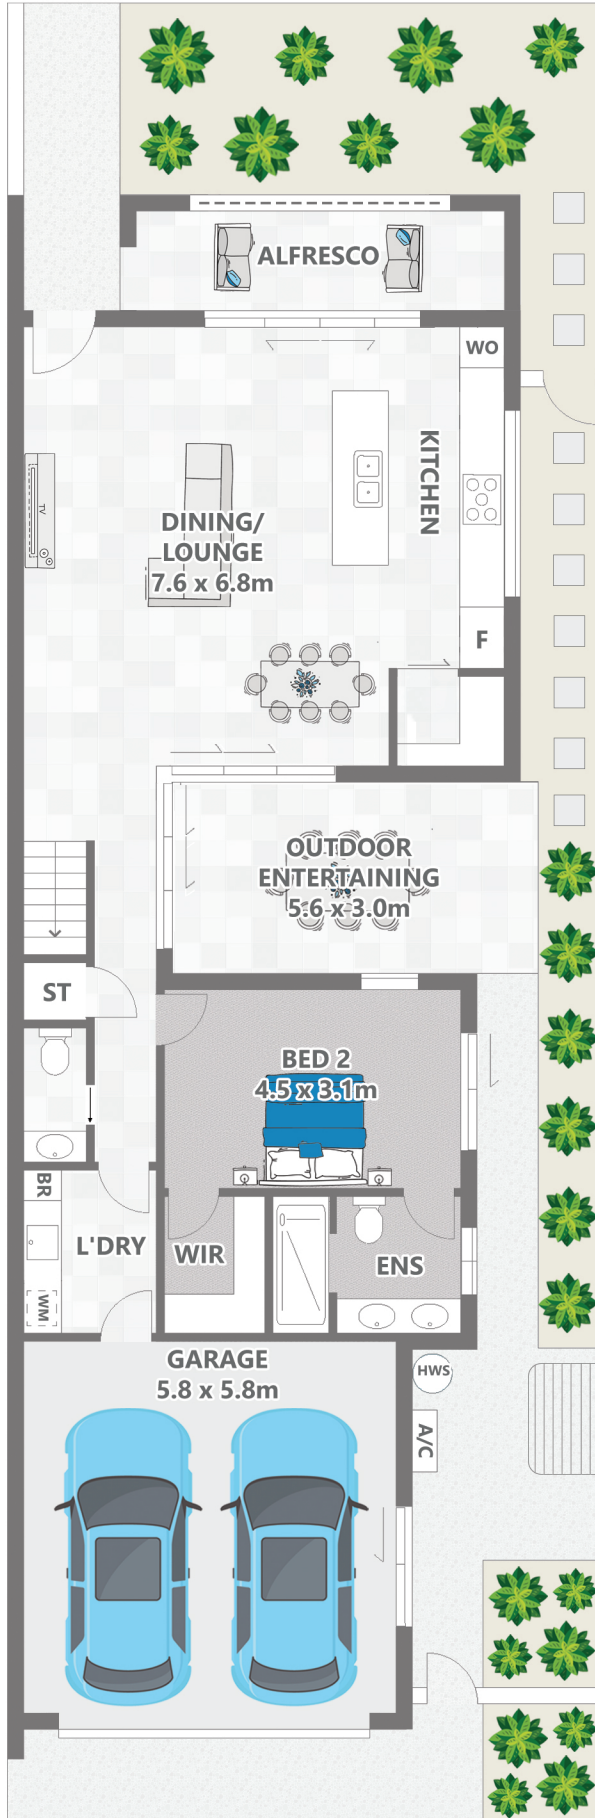 ALFRESCO
WO
KITCHEN
TV
DINING/
LOUNGE
7.6 x 6.8m
F
OUTDOOR
ENTERTAINING
5.6 x 3.0m
ST
BED 2
4.5 x 3.1m
BR
L'DRY
WIR
ENS
WM
GARAGE
5.8 x 5.8m
HWS
A/C